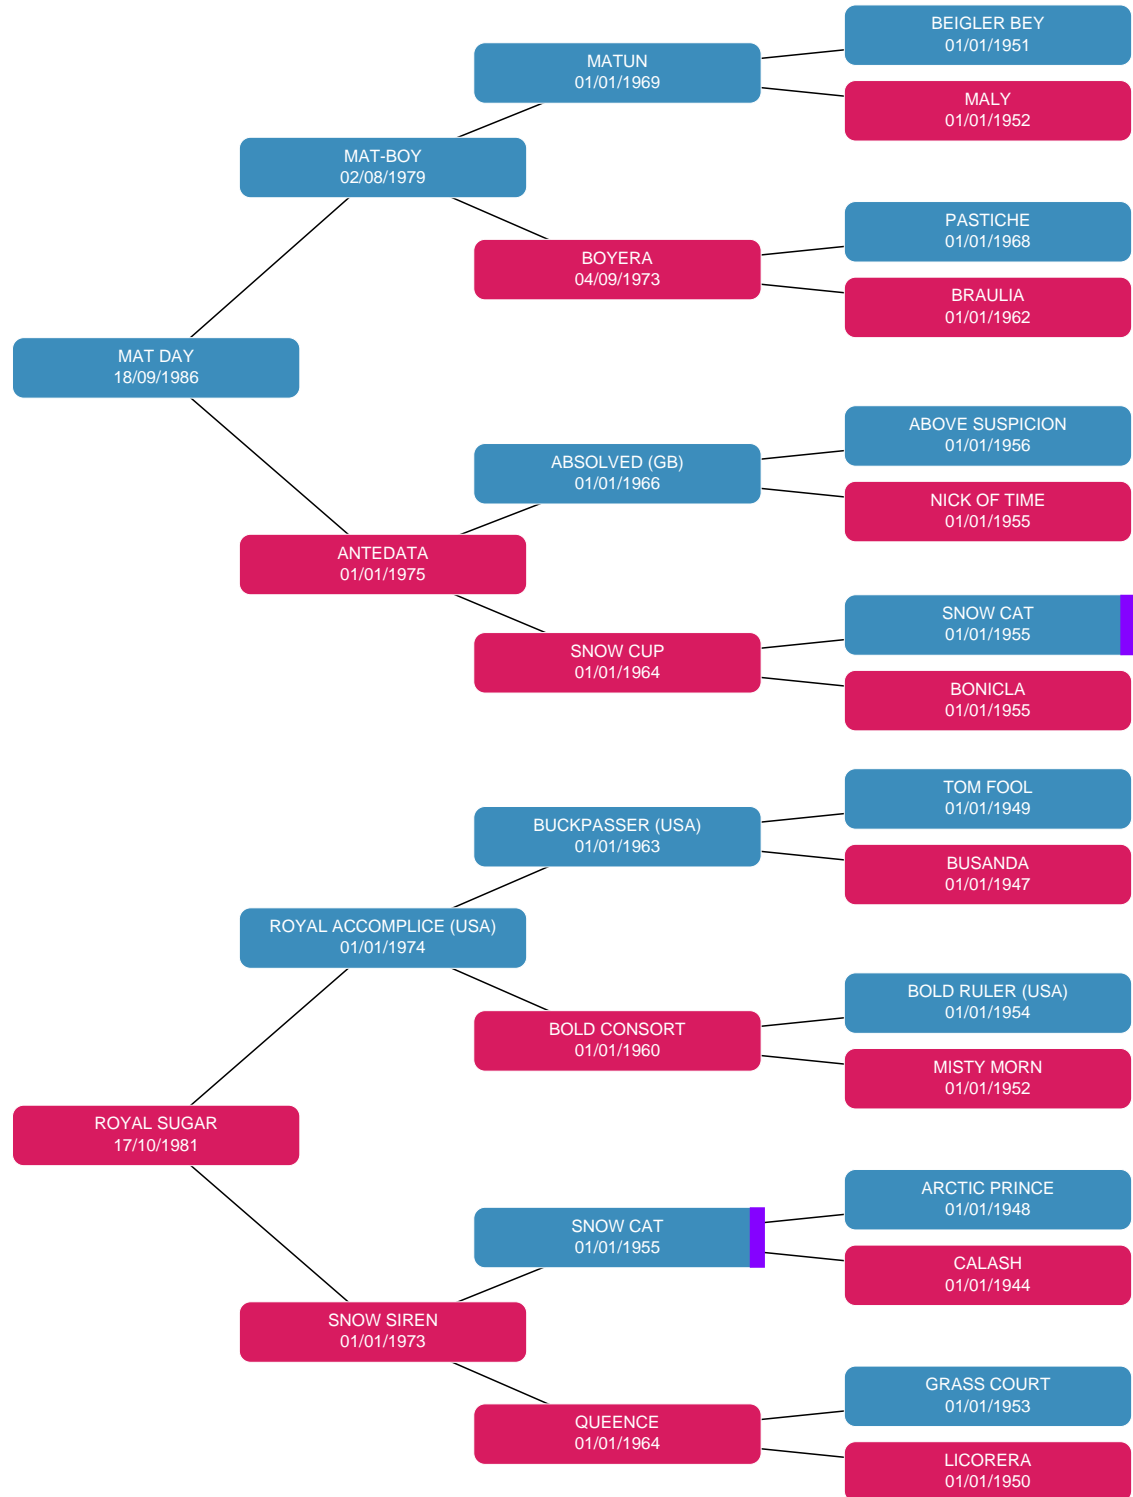 BEIGLER BEY
01/01/1951
MATUN
01/01/1969
MALY
01/01/1952
MAT-BOY
02/08/1979
PASTICHE
01/01/1968
BOYERA
04/09/1973
BRAULIA
01/01/1962
MAT DAY
18/09/1986
ABOVE SUSPICION
01/01/1956
ABSOLVED (GB)
01/01/1966
NICK OF TIME
01/01/1955
ANTEDATA
01/01/1975
SNOW CAT
01/01/1955
SNOW CUP
01/01/1964
BONICLA
01/01/1955
TOM FOOL
01/01/1949
BUCKPASSER (USA)
01/01/1963
BUSANDA
01/01/1947
ROYAL ACCOMPLICE (USA)
01/01/1974
BOLD RULER (USA)
01/01/1954
BOLD CONSORT
01/01/1960
MISTY MORN
01/01/1952
ROYAL SUGAR
17/10/1981
ARCTIC PRINCE
01/01/1948
SNOW CAT
01/01/1955
CALASH
01/01/1944
SNOW SIREN
01/01/1973
GRASS COURT
01/01/1953
QUEENCE
01/01/1964
LICORERA
01/01/1950